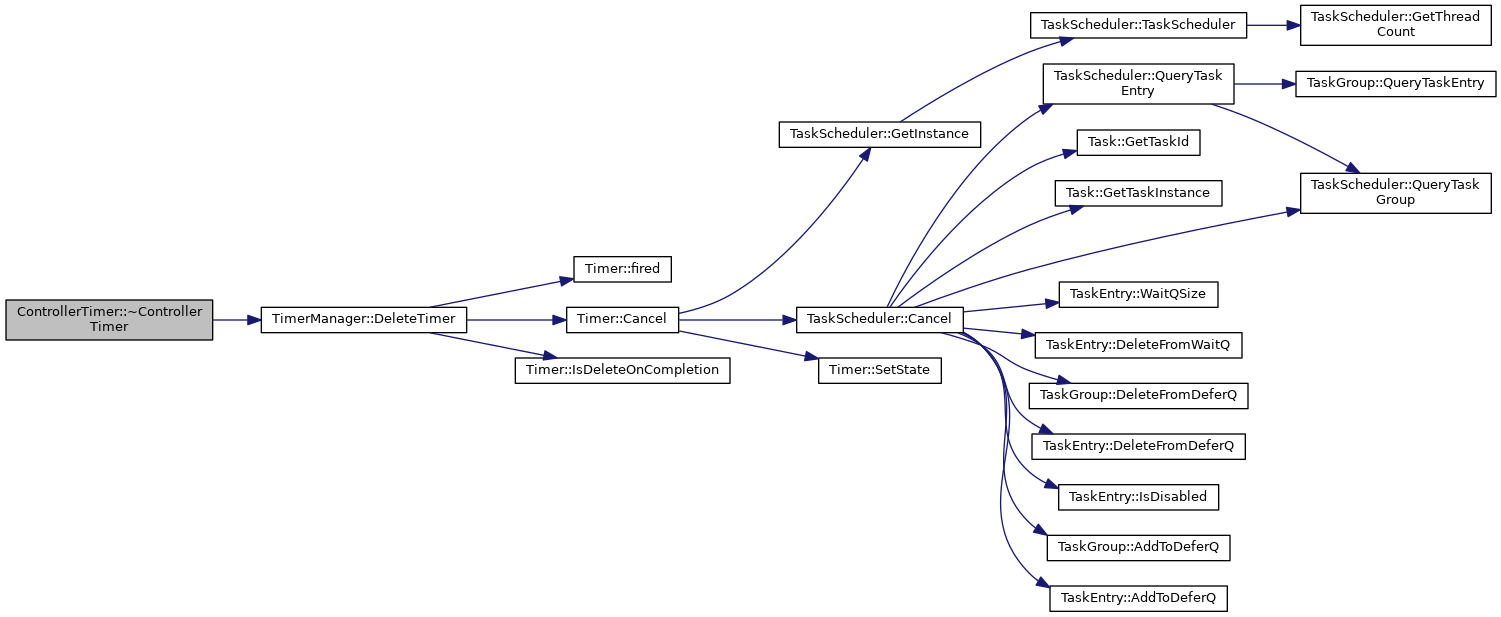 ControllerTimer::~Controller
Timer
TimerManager::DeleteTimer
Timer::fired
Timer::Cancel
Timer::IsDeleteOnCompletion
TaskScheduler::GetInstance
TaskScheduler::Cancel
Timer::SetState
TaskScheduler::TaskScheduler
TaskScheduler::QueryTask
Entry
Task::GetTaskId
Task::GetTaskInstance
TaskEntry::WaitQSize
TaskEntry::DeleteFromWaitQ
TaskGroup::DeleteFromDeferQ
TaskEntry::DeleteFromDeferQ
TaskEntry::IsDisabled
TaskGroup::AddToDeferQ
TaskEntry::AddToDeferQ
TaskScheduler::GetThread
Count
TaskGroup::QueryTaskEntry
TaskScheduler::QueryTask
Group